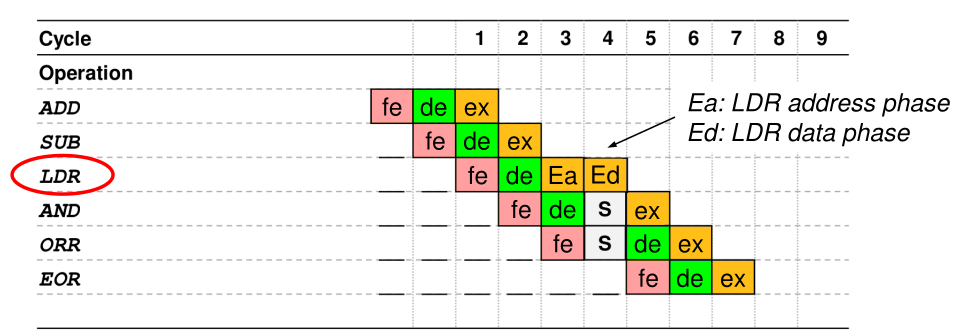 Cycle 1 2 3 4 5 6 7 8 9
Operation
ADD fe de ex
Ea: LDR address phase
Ed: LDR data phase
SUB fe de ex
LDR fe de Ea Ed
AND fe de S ex
ORR fe S de ex
EOR fe de ex